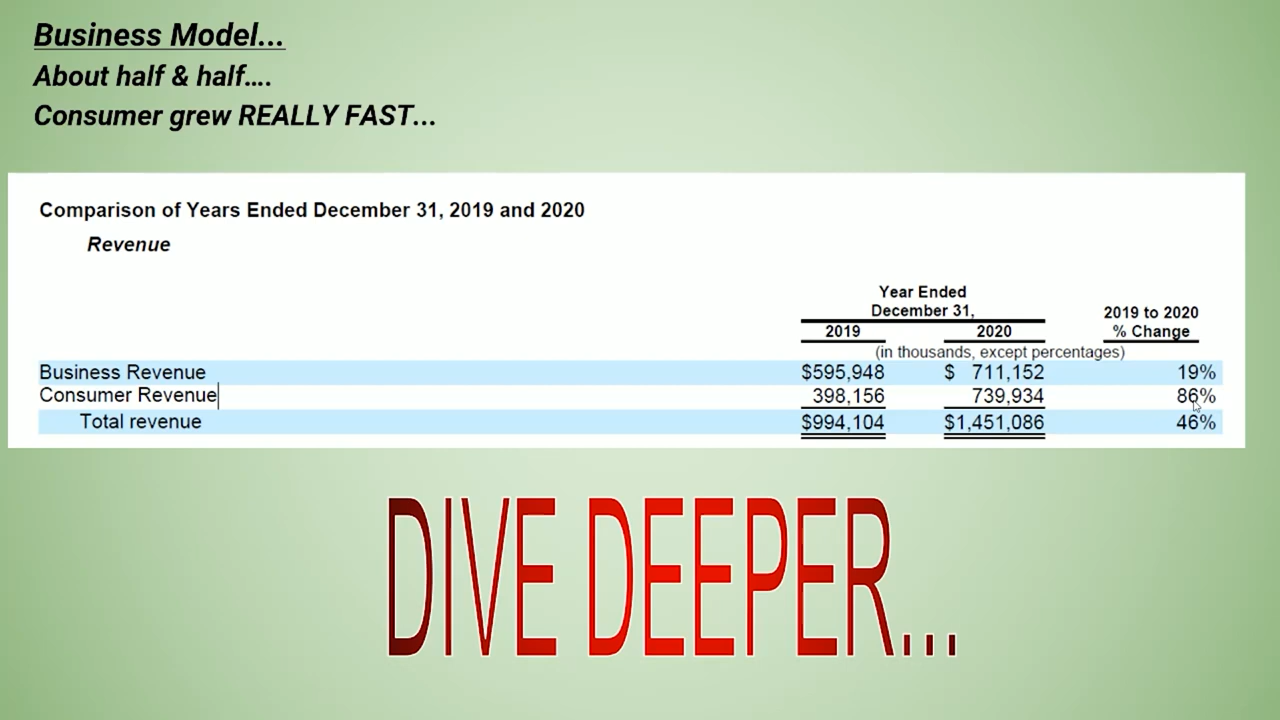 Business Model...
About half & half....
Consumer grew REALLY FAST...
Comparison of Years Ended December 31, 2019 and 2020
Revenue
Year Ended
December 31,
2019 to 2020
2019 2020 % Change
(in thousands, except percentages)
Business Revenue $595,948 $ 711,152 19%
Consumer Revenue 398,156 739,934 86%
Total revenue $994,104 $1,451,086 46%
DIVE DEEPER...